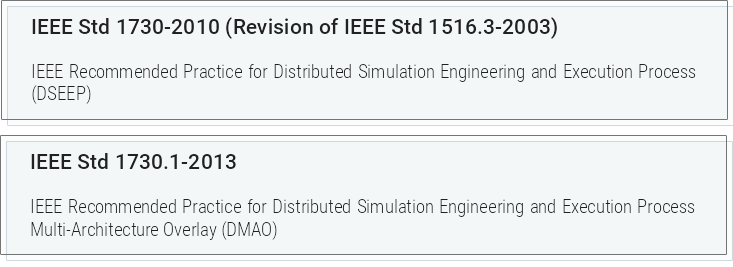 IEEE Std 1730-2010 (Revision of IEEE Std 1516.3-2003)
IEEE Recommended Practice for Distributed Simulation Engineering and Execution Process
(DSEEP)
IEEE Std 1730.1-2013
IEEE Recommended Practice for Distributed Simulation Engineering and Execution Process
Multi-Architecture Overlay (DMAO)